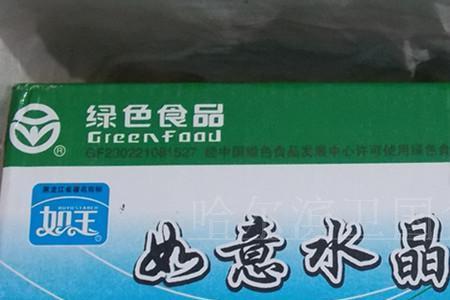 绿色食品
GreenFood
®
GF230221081527 经中国绿色食品发展中心许可使用绿色食
黑龙江省著名商标
如王
如意水晶
哈尔滨卫国